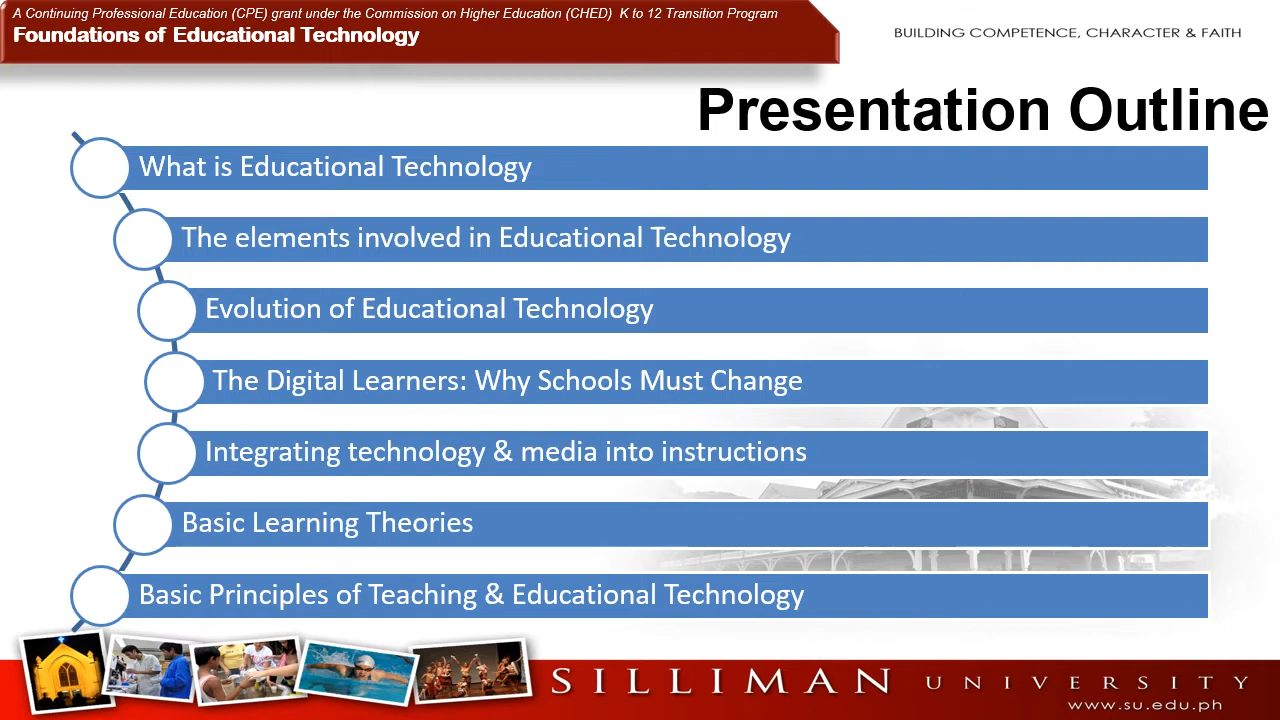 A Continuing Professional Education (CPE) grant under the Commission on Higher Education (CHED)  K to 12 Transition Program
Foundations of Educational Technology
BUILDING COMPETENCE, CHARACTER & FAITH
Presentation Outline
What is Educational Technology
The elements involved in Educational Technology
Evolution of Educational Technology
The Digital Learners: Why Schools Must Change
Integrating technology & media into instructions
Basic Learning Theories
Basic Principles of Teaching & Educational Technology
SILLIMAN UNIVERSITY
www.su.edu.ph